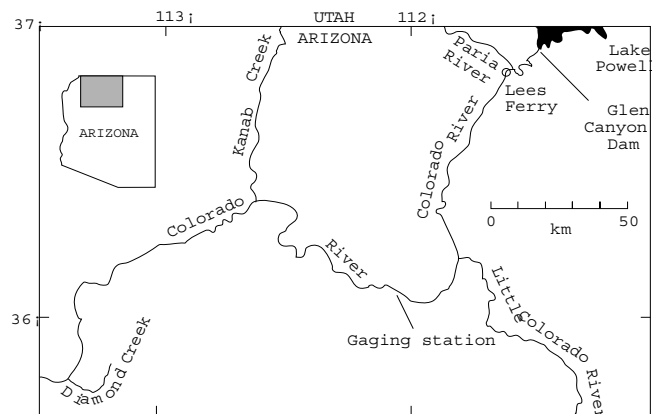 113;
UTAH
112;
37;
ARIZONA
Paria
River
Lake
Powell
Lees
Ferry
Glen
Canyon
Dam
Kanab Creek
ARIZONA
Colorado River
0
50
km
Colorado
River
Little
Colorado
River
36;
Gaging station
Diamond Creek